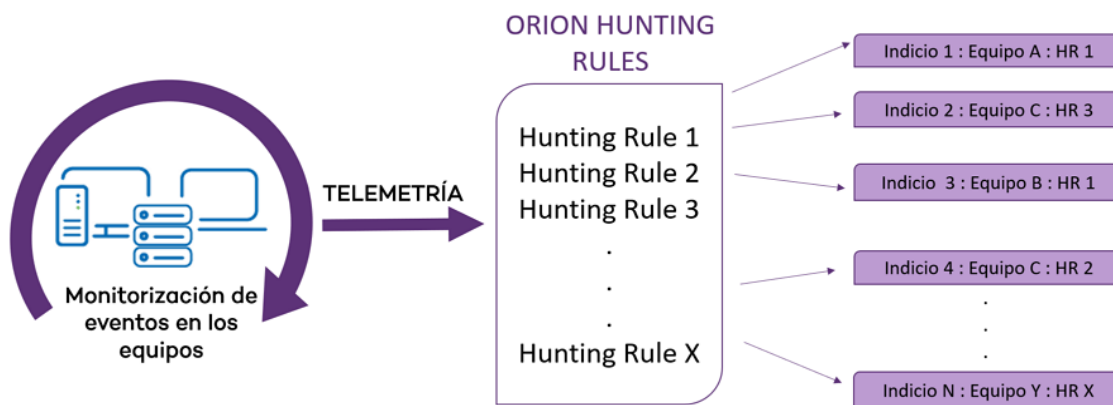 Monitorización de
eventos en los
equipos
TELEMETRÍA
ORION HUNTING
RULES
Hunting Rule 1
Hunting Rule 2
Hunting Rule 3
.
.
.
Hunting Rule X
Indicio 1 : Equipo A : HR 1
Indicio 2 : Equipo C : HR 3
Indicio 3 : Equipo B : HR 1
Indicio 4 : Equipo C : HR 2
.
.
.
Indicio N : Equipo Y : HR X